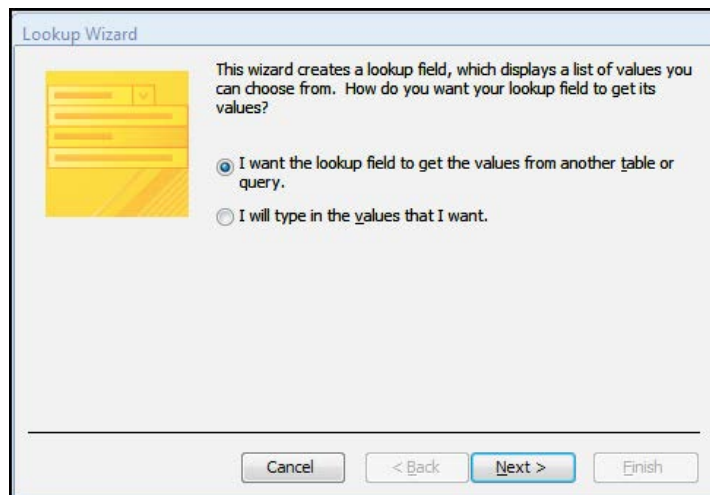 Lookup Wizard
This wizard creates a lookup field, which displays a list of values you
can choose from. How do you want your lookup field to get its
values?
I want the lookup field to get the values from another table or
query.
I will type in the values that I want.
Cancel
< Back
Next >
Finish